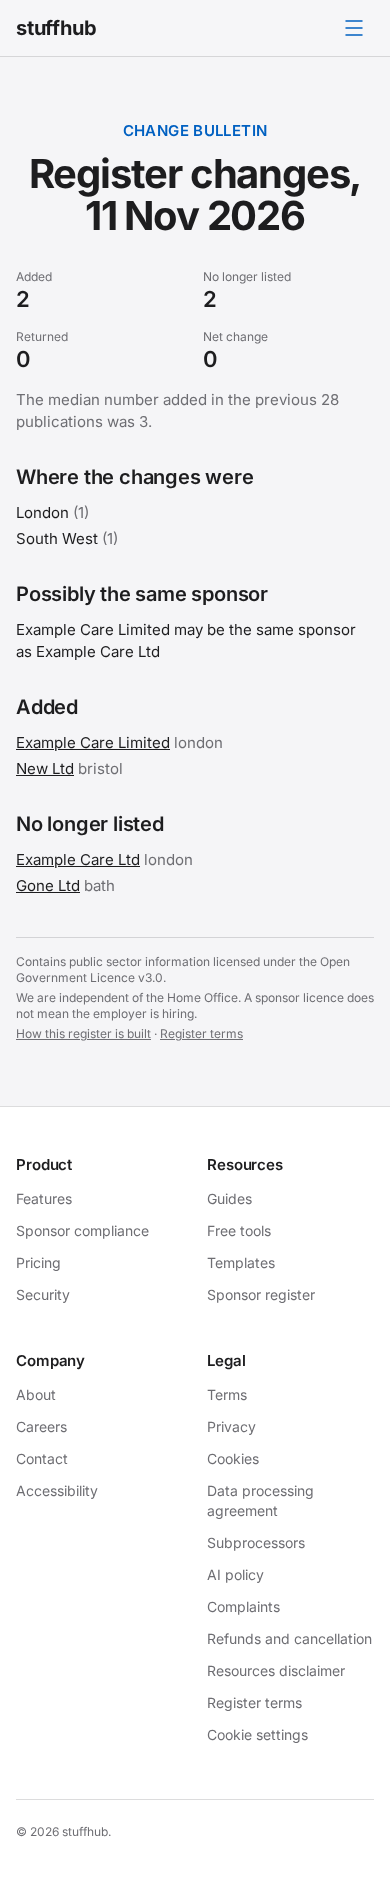 stuffhub
CHANGE BULLETIN
Register changes,
11 Nov 2026
Added
2
No longer listed
2
Returned
0
Net change
0
The median number added in the previous 28
publications was 3.
Where the changes were
London (1)
South West (1)
Possibly the same sponsor
Example Care Limited may be the same sponsor
as Example Care Ltd
Added
Example Care Limited london
New Ltd bristol
No longer listed
Example Care Ltd london
Gone Ltd bath
Contains public sector information licensed under the Open
Government Licence v3.0.
We are independent of the Home Office. A sponsor licence does
not mean the employer is hiring.
How this register is built · Register terms
Product
Features
Sponsor compliance
Pricing
Security
Resources
Guides
Free tools
Templates
Sponsor register
Company
About
Careers
Contact
Accessibility
Legal
Terms
Privacy
Cookies
Data processing
agreement
Subprocessors
AI policy
Complaints
Refunds and cancellation
Resources disclaimer
Register terms
Cookie settings
© 2026 stuffhub.